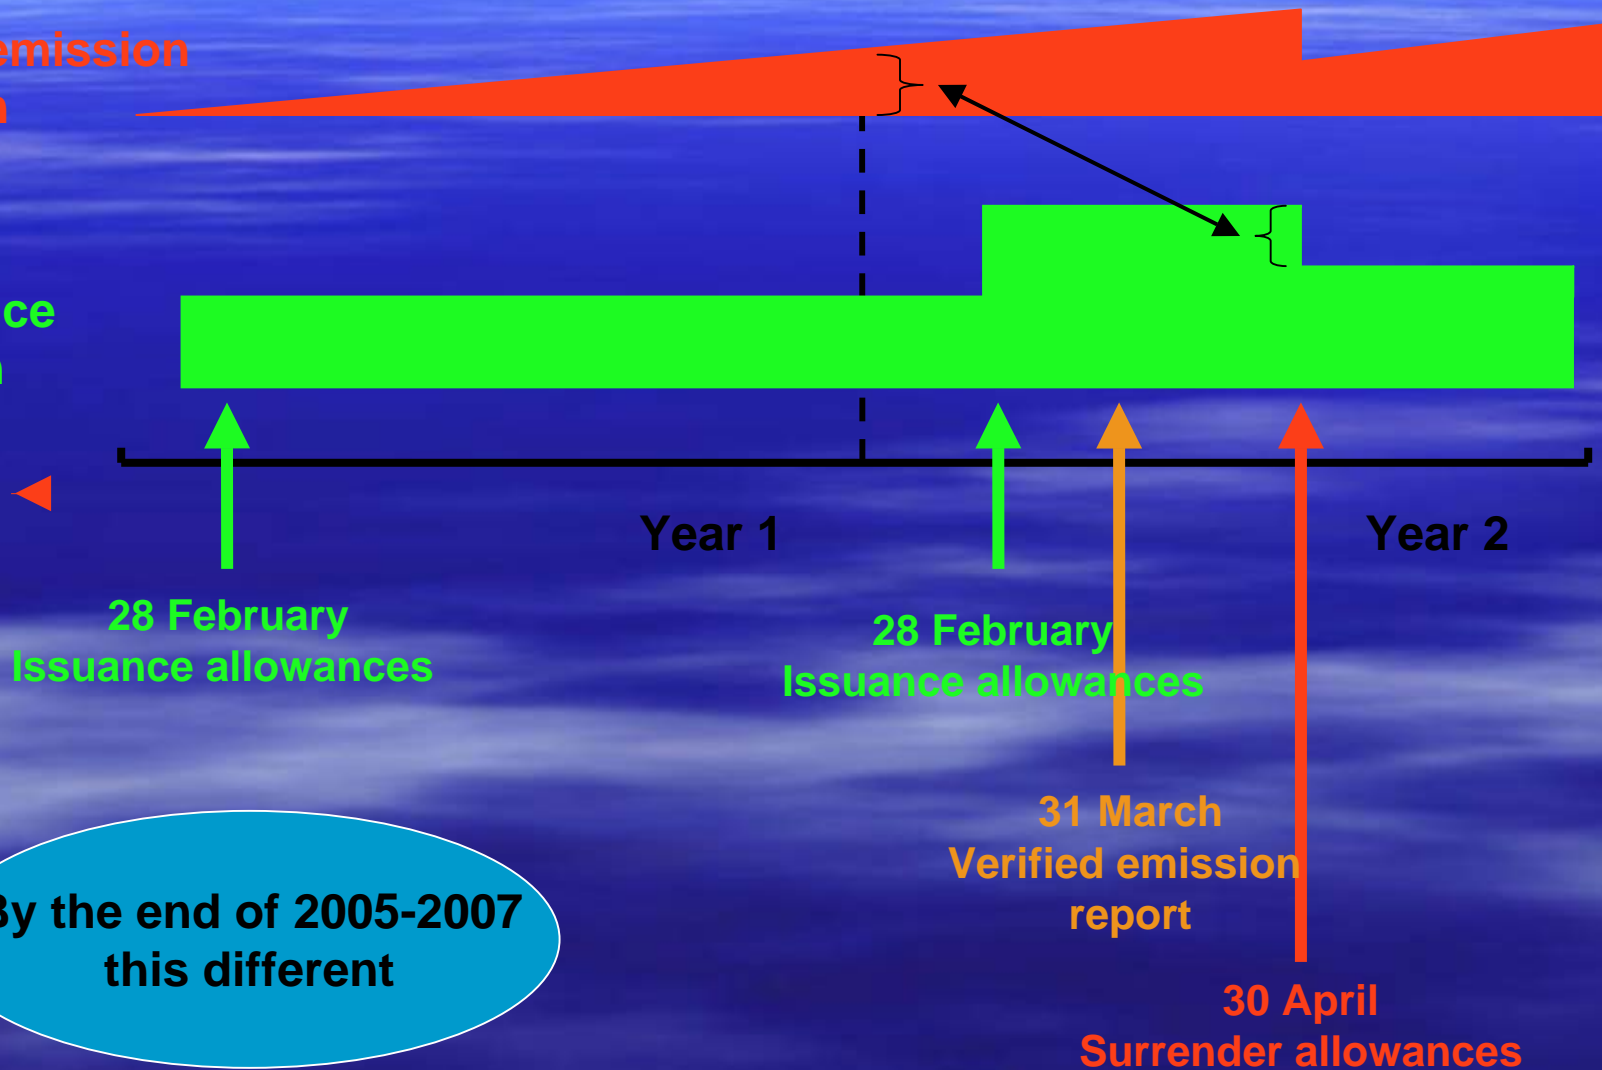 emission
n
ce
n
Year 1
Year 2
28 February
Issuance allowances
28 February
Issuance allowances
31 March
Verified emission
report
By the end of 2005-2007
this different
30 April
Surrender allowances